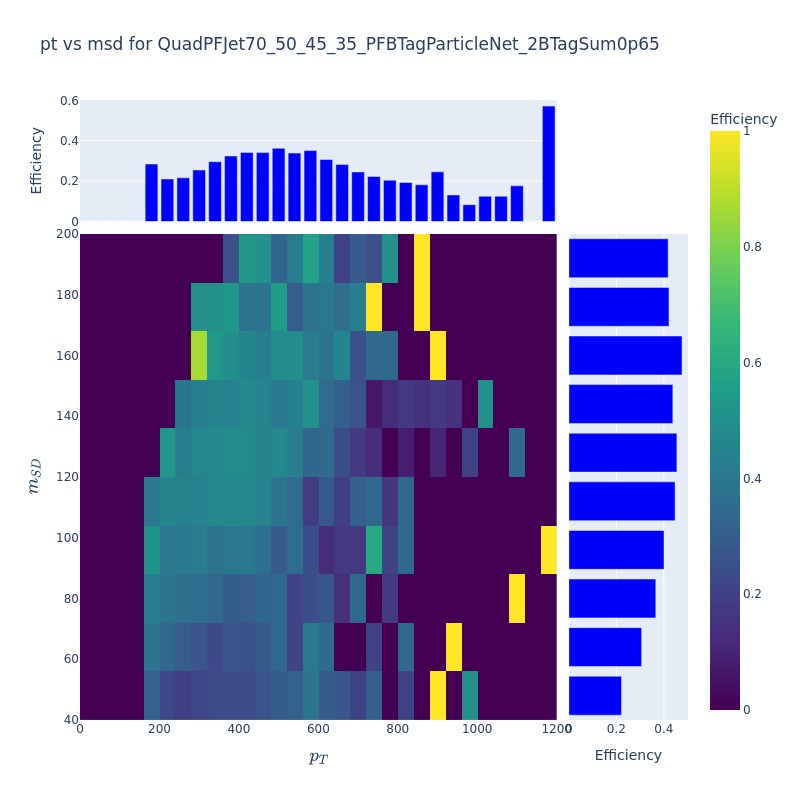 pt vs msd for QuadPFJet70_50_45_35_PFBTagParticleNet_2BTagSum0p65
Efficiency
0.6
0.4
0.2
0
Efficiency
1
0.8
0.6
0.4
0.2
0
m_SD
200
180
160
140
120
100
80
60
40
0 200 400 600 800 1000 1200
p_T
0 0.2 0.4
Efficiency